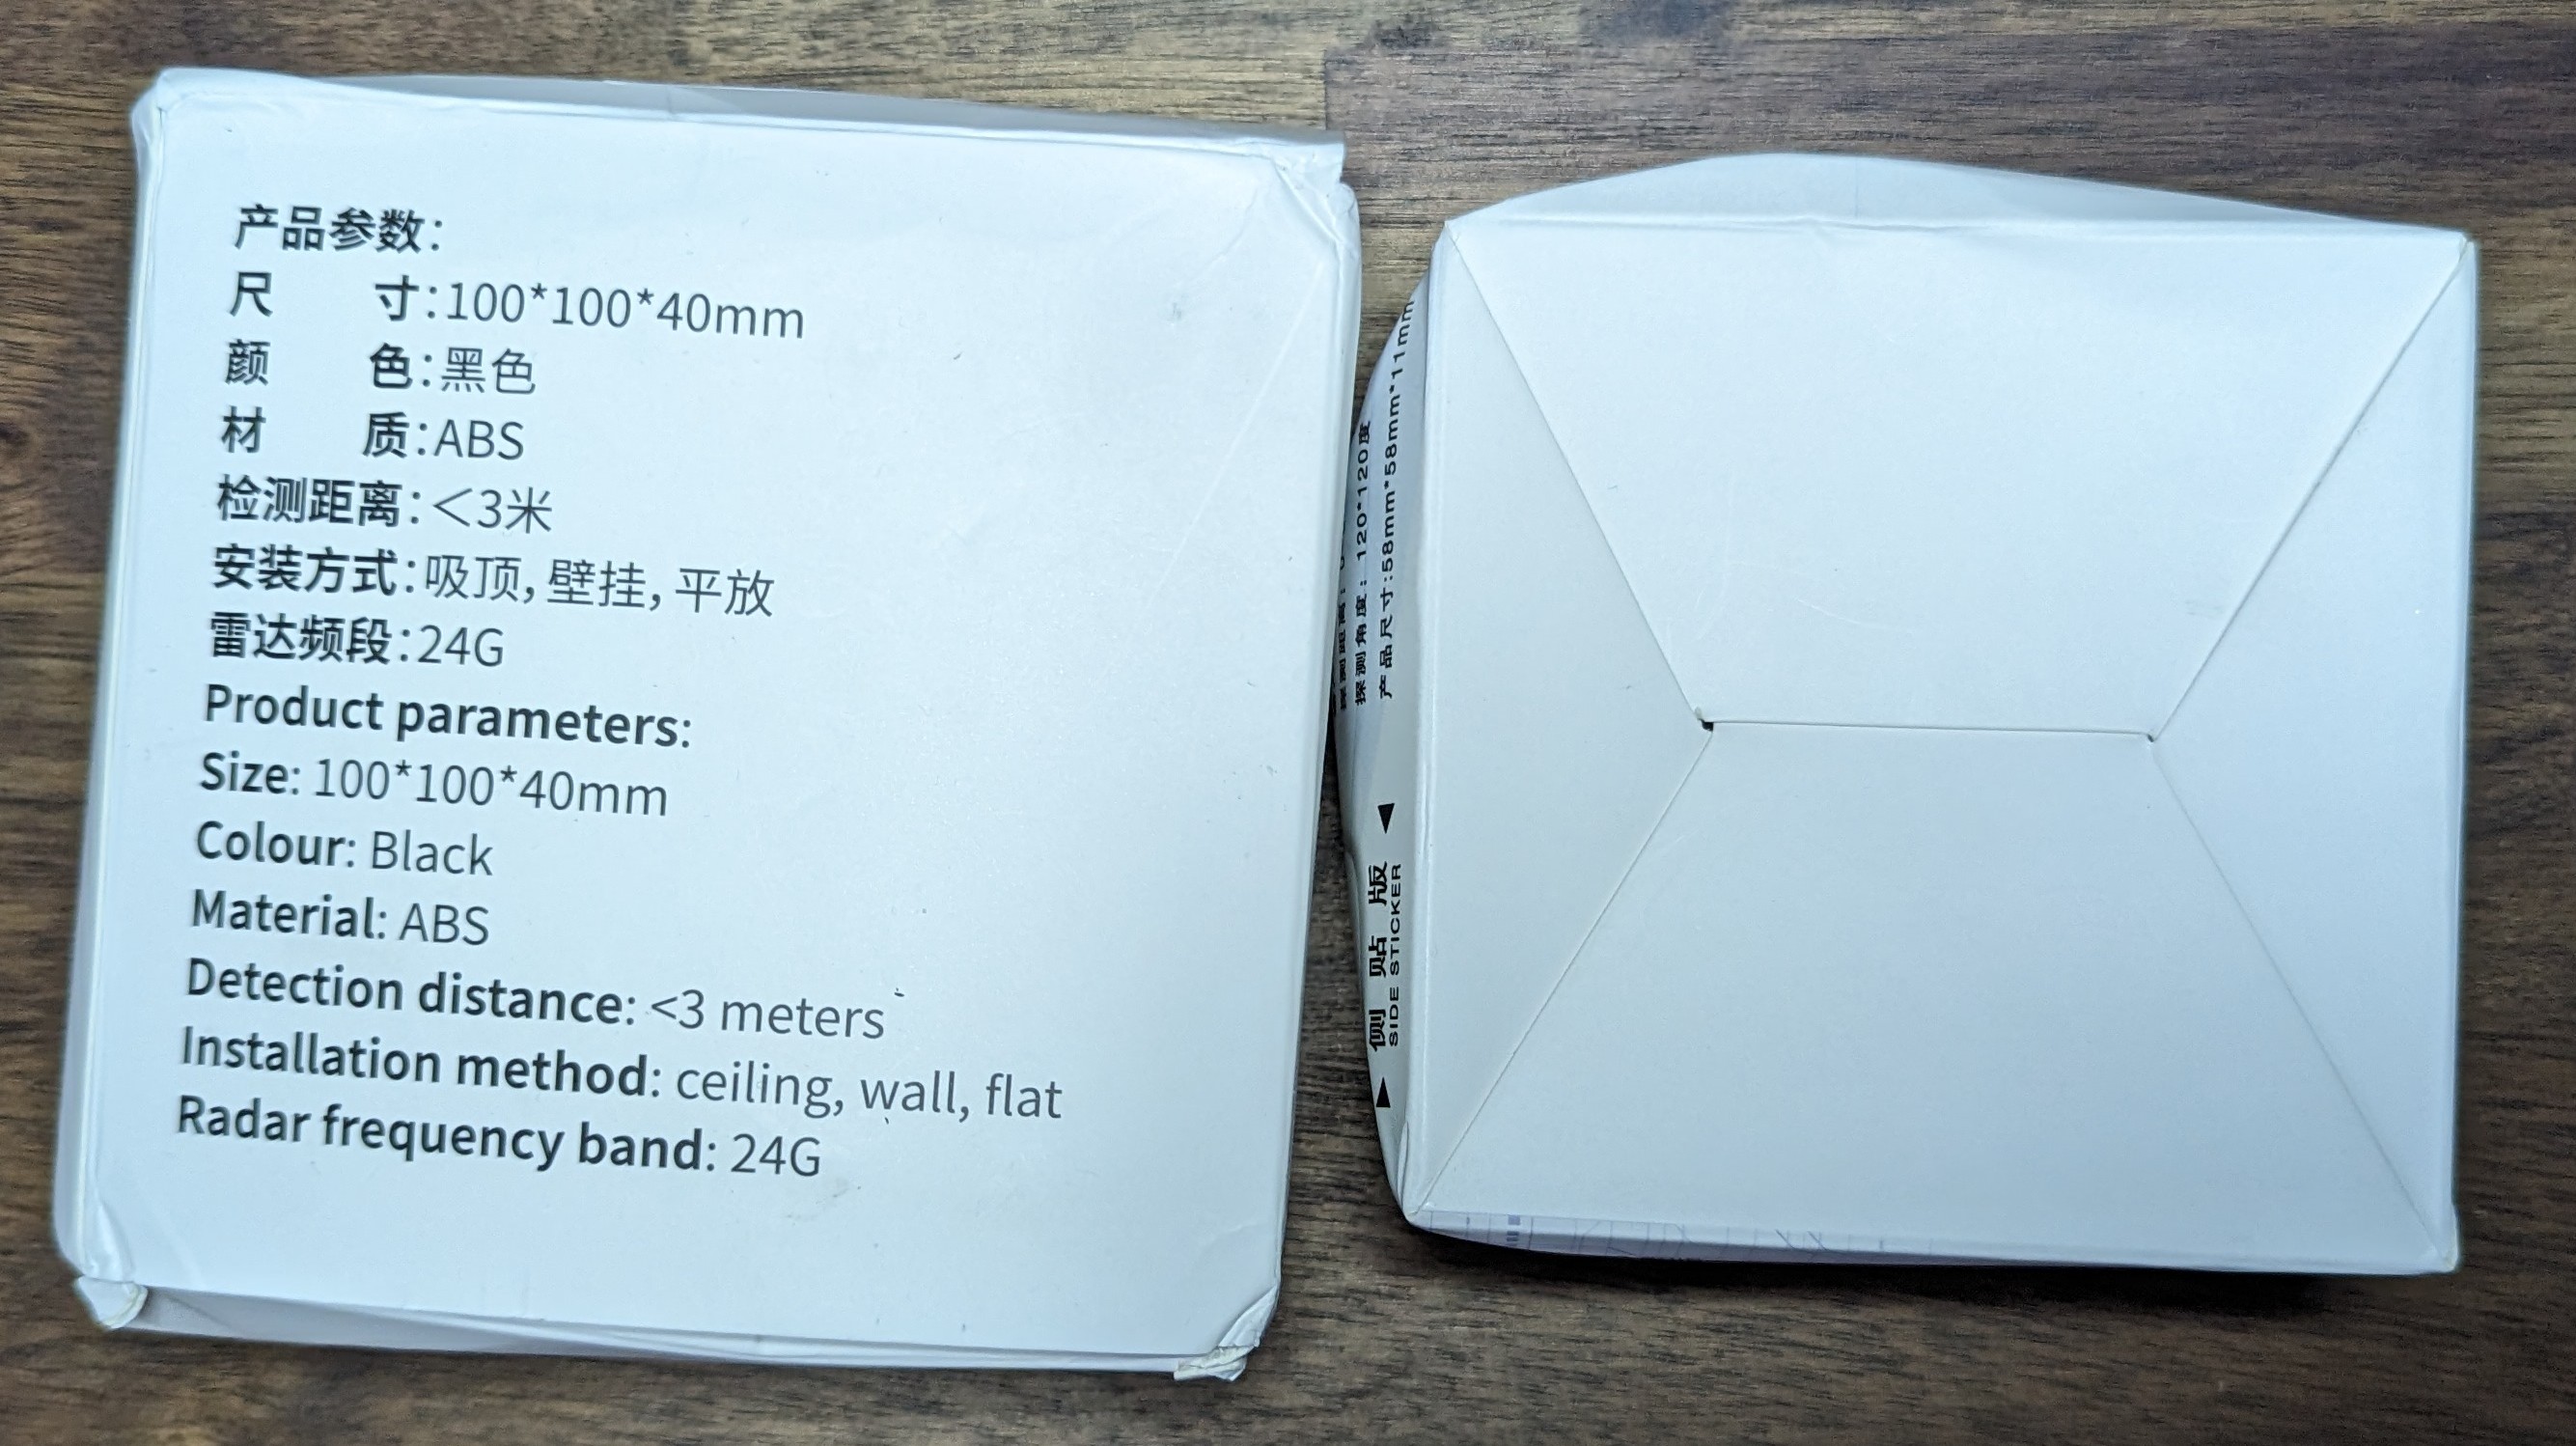 产品参数：
尺 寸：100*100*40mm
颜 色：黑色
材 质：ABS
检测距离：＜3米
安装方式：吸顶，壁挂，平放
雷达频段：24G
Product parameters:
Size: 100*100*40mm
Colour: Black
Material: ABS
Detection distance: <3 meters
Installation method: ceiling, wall, flat
Radar frequency band: 24G
探测角度：120*120度
产品尺寸：58mm*58mm*11mm
◀ 侧 贴 版 ▶
SIDE STICKER